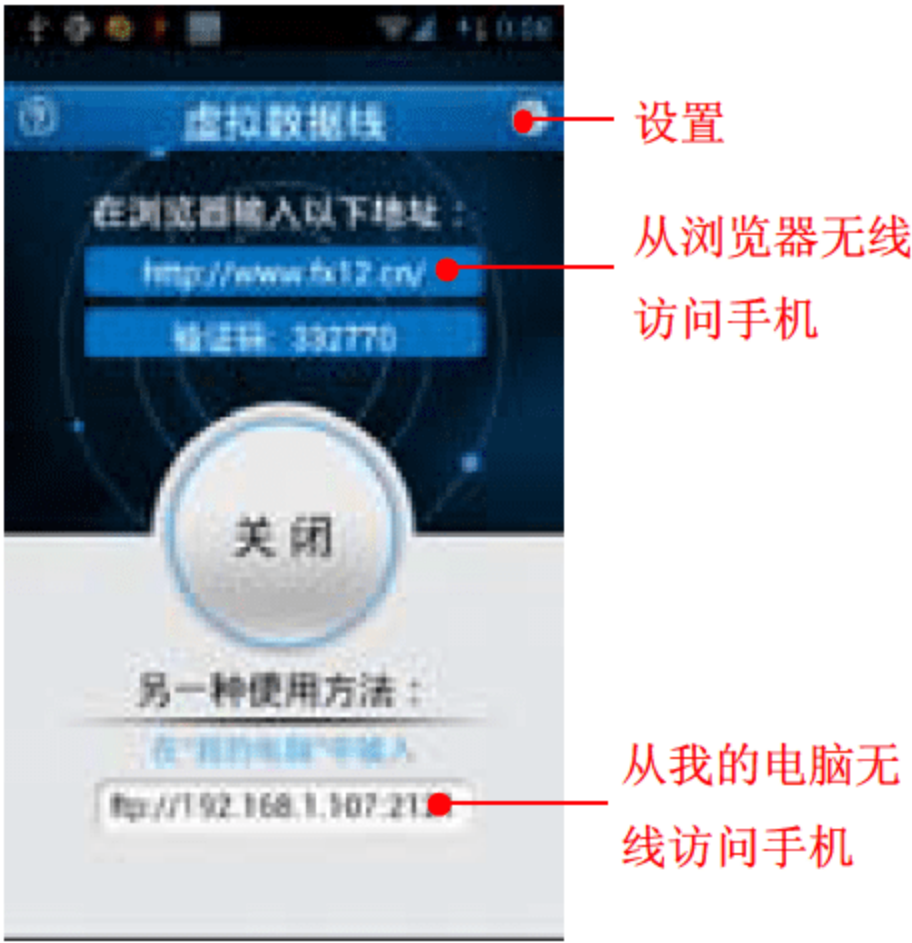 虚拟数据线
设置
在浏览器输入以下地址：
http://www.fx12.cn/
从浏览器无线
访问手机
验证码: 392770
关闭
另一种使用方法：
在"我的电脑"中输入
ftp://192.168.1.107:212
从我的电脑无
线访问手机